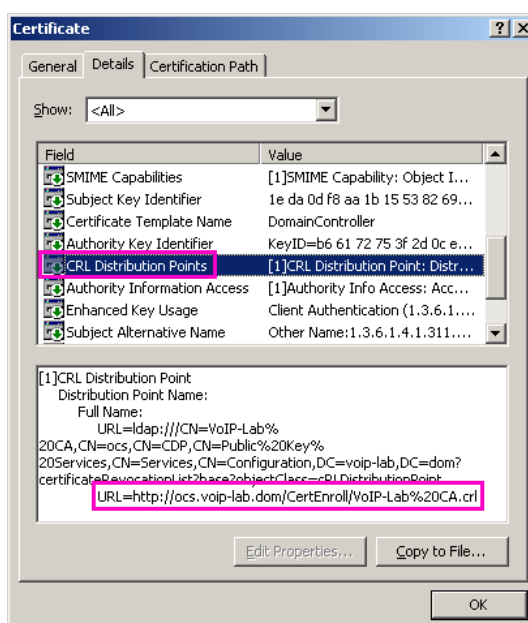 Certificate
General Details Certification Path
Show: <All>
Field Value
SMIME Capabilities [1]SMIME Capability: Object I...
Subject Key Identifier 1e da 0d f8 aa 1b 15 53 82 69...
Certificate Template Name DomainController
Authority Key Identifier KeyID=b6 61 72 75 3f 2d 0c e...
CRL Distribution Points [1]CRL Distribution Point: Distr...
Authority Information Access [1]Authority Info Access: Acc...
Enhanced Key Usage Client Authentication (1.3.6.1....
Subject Alternative Name Other Name:1.3.6.1.4.1.311....
[1]CRL Distribution Point
Distribution Point Name:
Full Name:
URL=ldap:///CN=VoIP-Lab%
20CA,CN=ocs,CN=CDP,CN=Public%20Key%
20Services,CN=Services,CN=Configuration,DC=voip-lab,DC=dom?
certificateRevocationList?base?objectClass=cRLDistributionPoint
URL=http://ocs.voip-lab.dom/CertEnroll/VoIP-Lab%20CA.crl
Edit Properties... Copy to File...
OK